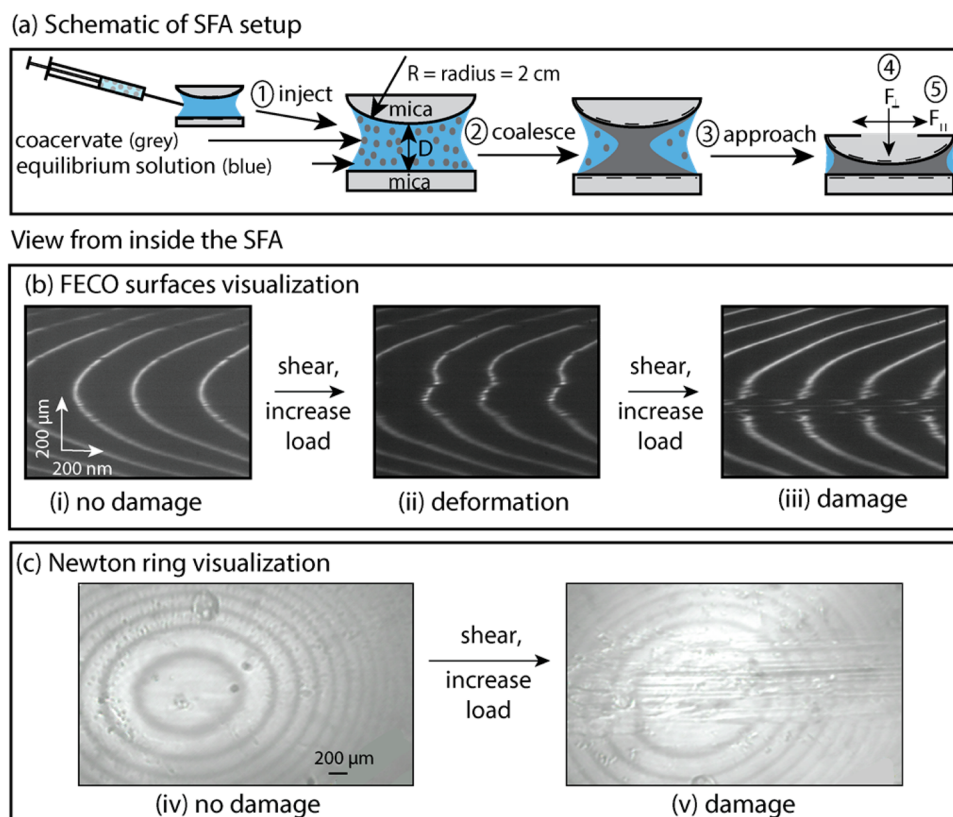 (a) Schematic of SFA setup
R = radius = 2 cm
① inject
mica
④
F⊥
⑤
F||
coacervate (grey)
② coalesce
③ approach
D
equilibrium solution (blue)
mica
View from inside the SFA
(b) FECO surfaces visualization
shear,
increase
load
shear,
increase
load
200 µm
200 nm
(i) no damage
(ii) deformation
(iii) damage
(c) Newton ring visualization
shear,
increase
load
200 µm
(iv) no damage
(v) damage